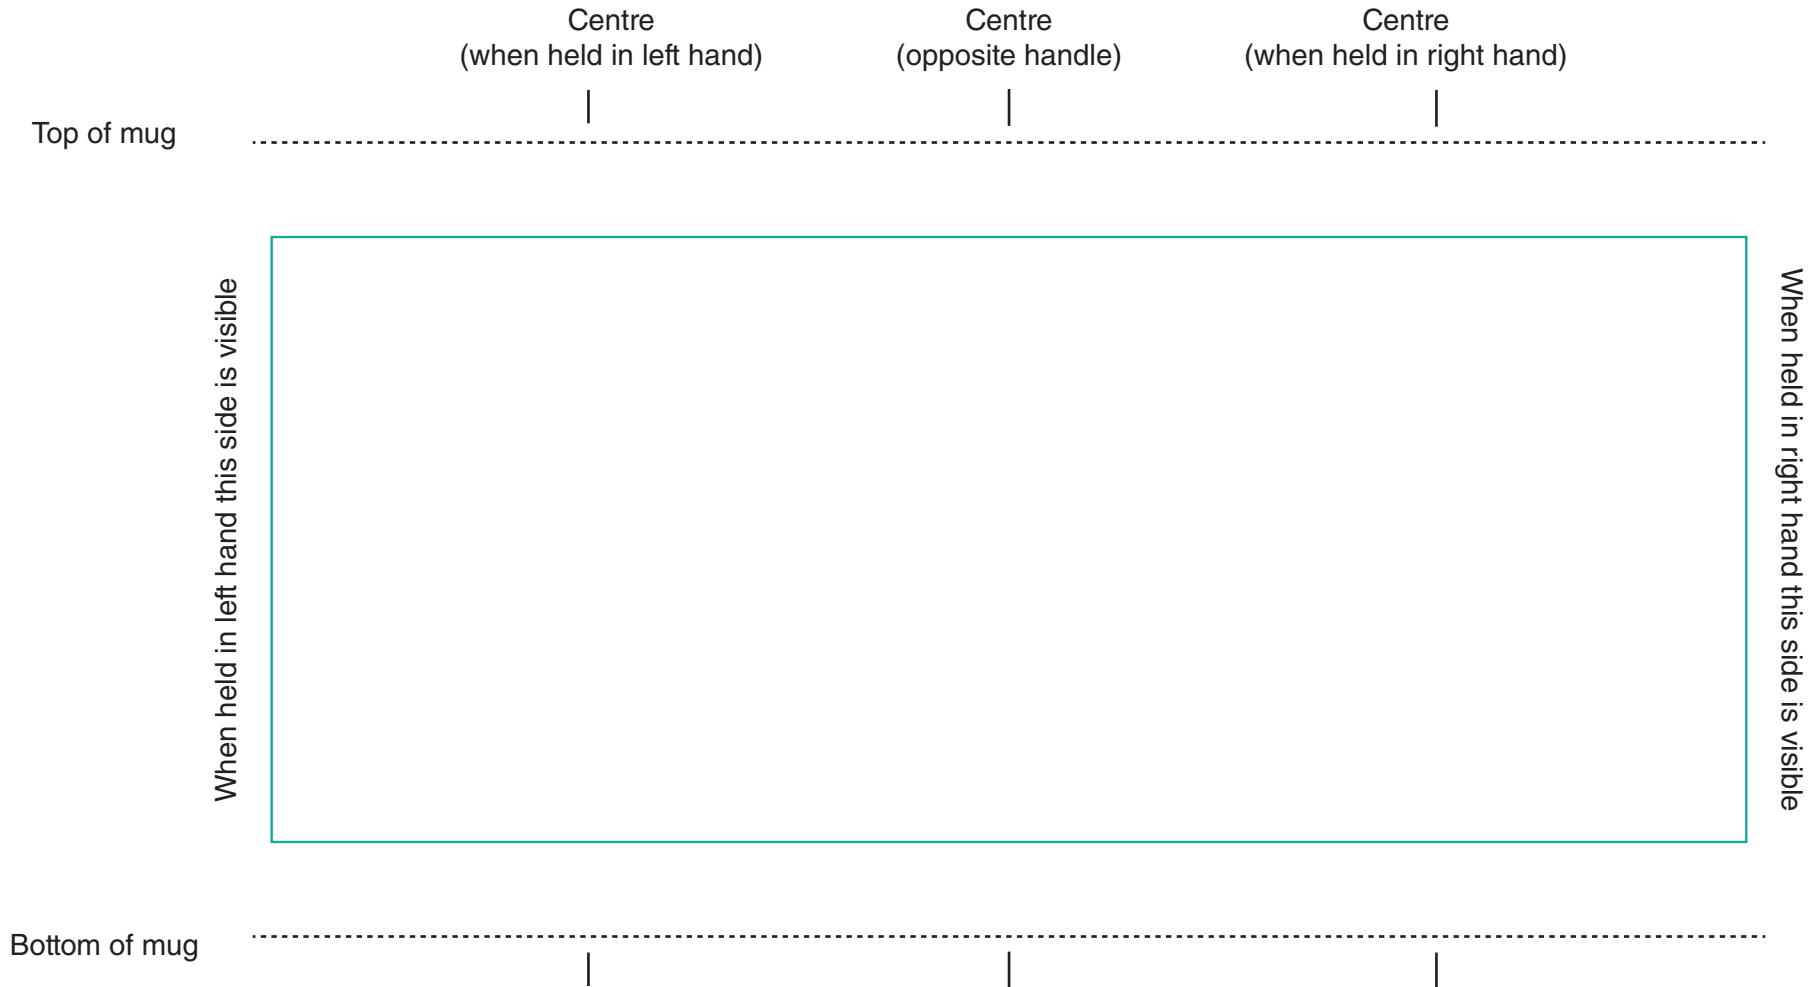 Centre
(when held in left hand)
Centre
(opposite handle)
Centre
(when held in right hand)
Top of mug
When held in left hand this side is visible
When held in right hand this side is visible
Bottom of mug